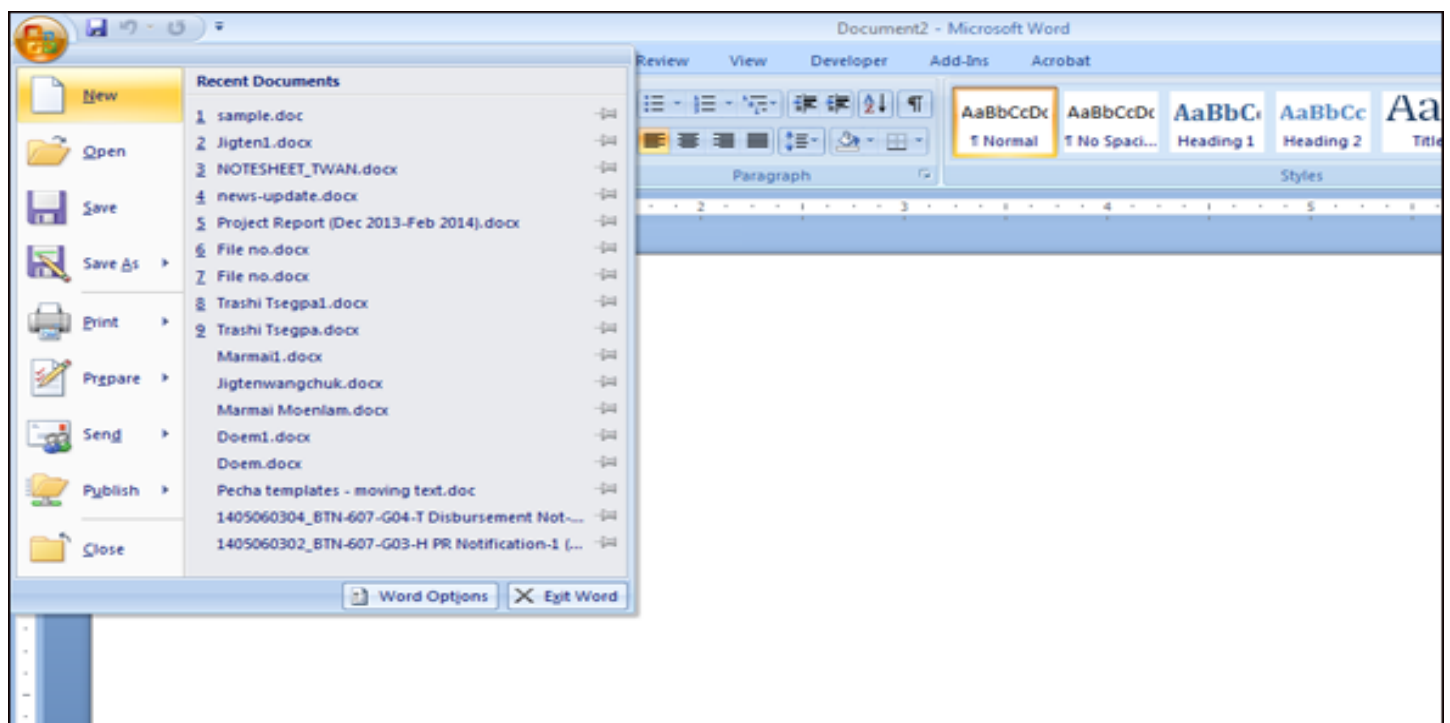 Document2 - Microsoft Word
Review View Developer Add-Ins Acrobat
New
Open
Save
Save As
Print
Prepare
Send
Publish
Close
Recent Documents
1 sample.doc
2 Jigten1.docx
3 NOTESHEET_TWAN.docx
4 news-update.docx
5 Project Report (Dec 2013-Feb 2014).docx
6 File no.docx
7 File no.docx
8 Trashi Tsegpa1.docx
9 Trashi Tsegpa.docx
Marmai1.docx
Jigtenwangchuk.docx
Marmai Moenlam.docx
Doem1.docx
Doem.docx
Pecha templates - moving text.doc
1405060304_BTN-607-G04-T Disbursement Not-...
1405060302_BTN-607-G03-H PR Notification-1 (...
Word Options Exit Word
AaBbCcDc AaBbCcDc AaBbC AaBbCc Aa
¶ Normal ¶ No Spaci... Heading 1 Heading 2 Title
Paragraph Styles
2 3 4 5